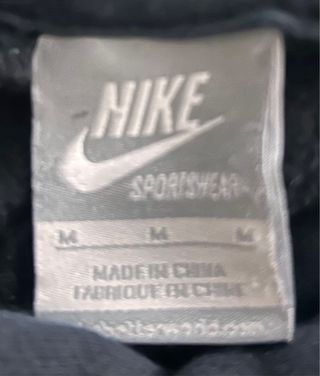 NIKE
SPORTSWEAR
M M M
MADE IN CHINA
FABRIQUE EN CHINE